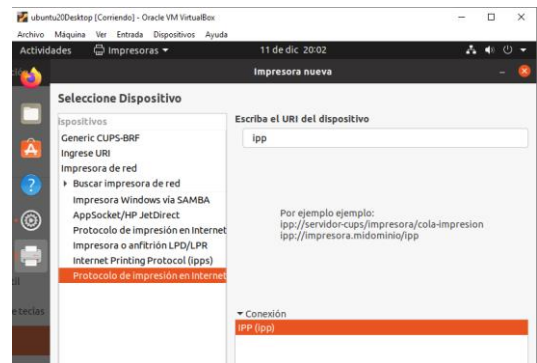 ubuntu20Desktop [Corriendo] - Oracle VM VirtualBox
Archivo Máquina Ver Entrada Dispositivos Ayuda
Actividades Impresoras 11 de dic 20:02
Impresora nueva
Seleccione Dispositivo
ispositivos
Generic CUPS-BRF
Ingrese URI
Impresora de red
Buscar impresora de red
Impresora Windows vía SAMBA
AppSocket/HP JetDirect
Protocolo de impresión en Internet
Impresora o anfitrión LPD/LPR
Internet Printing Protocol (ipps)
Protocolo de impresión en Internet
Escriba el URI del dispositivo
ipp
Por ejemplo ejemplo:
ipp://servidor-cups/impresora/cola-impresion
ipp://impresora.midominio/ipp
Conexión
IPP (ipp)
e teclas